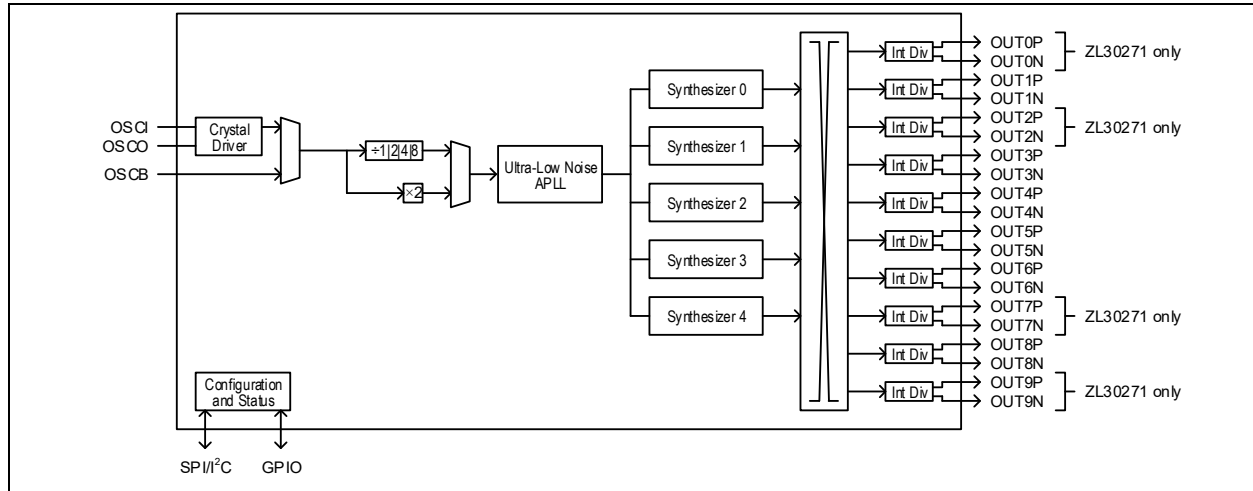 OSCI
OSCO
OSCB
Crystal
Driver
÷1|2|4|8
×2
Ultra-Low Noise
APLL
Synthesizer 0
Synthesizer 1
Synthesizer 2
Synthesizer 3
Synthesizer 4
Int Div
Int Div
Int Div
Int Div
Int Div
Int Div
Int Div
Int Div
Int Div
Int Div
OUT0P
OUT0N
ZL30271 only
OUT1P
OUT1N
OUT2P
OUT2N
ZL30271 only
OUT3P
OUT3N
OUT4P
OUT4N
OUT5P
OUT5N
OUT6P
OUT6N
OUT7P
OUT7N
ZL30271 only
OUT8P
OUT8N
OUT9P
OUT9N
ZL30271 only
Configuration
and Status
SPI/I²C
GPIO